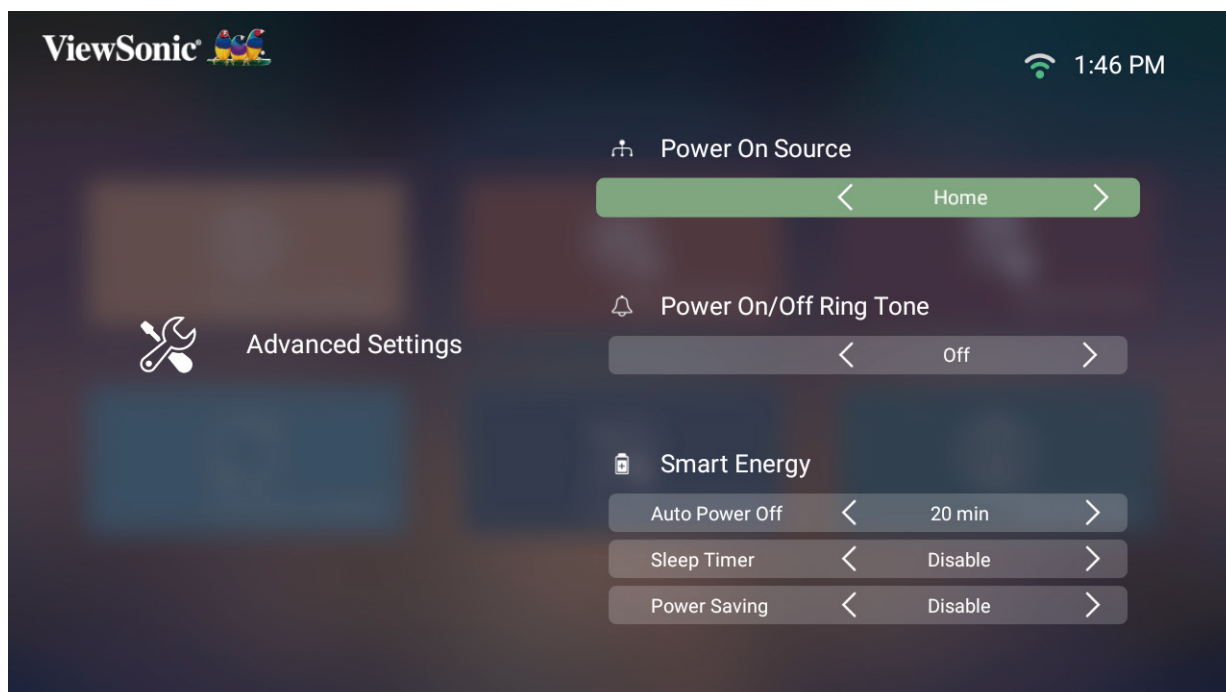 ViewSonic®
1:46 PM
Power On Source
Home
Power On/Off Ring Tone
Advanced Settings
Off
Smart Energy
Auto Power Off 20 min
Sleep Timer Disable
Power Saving Disable